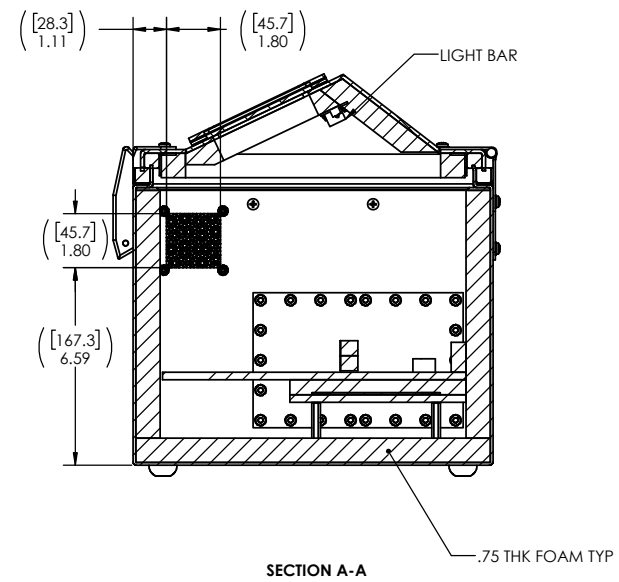 [28.3]
1.11
[45.7]
1.80
LIGHT BAR
[45.7]
1.80
[167.3]
6.59
.75 THK FOAM TYP
SECTION A-A